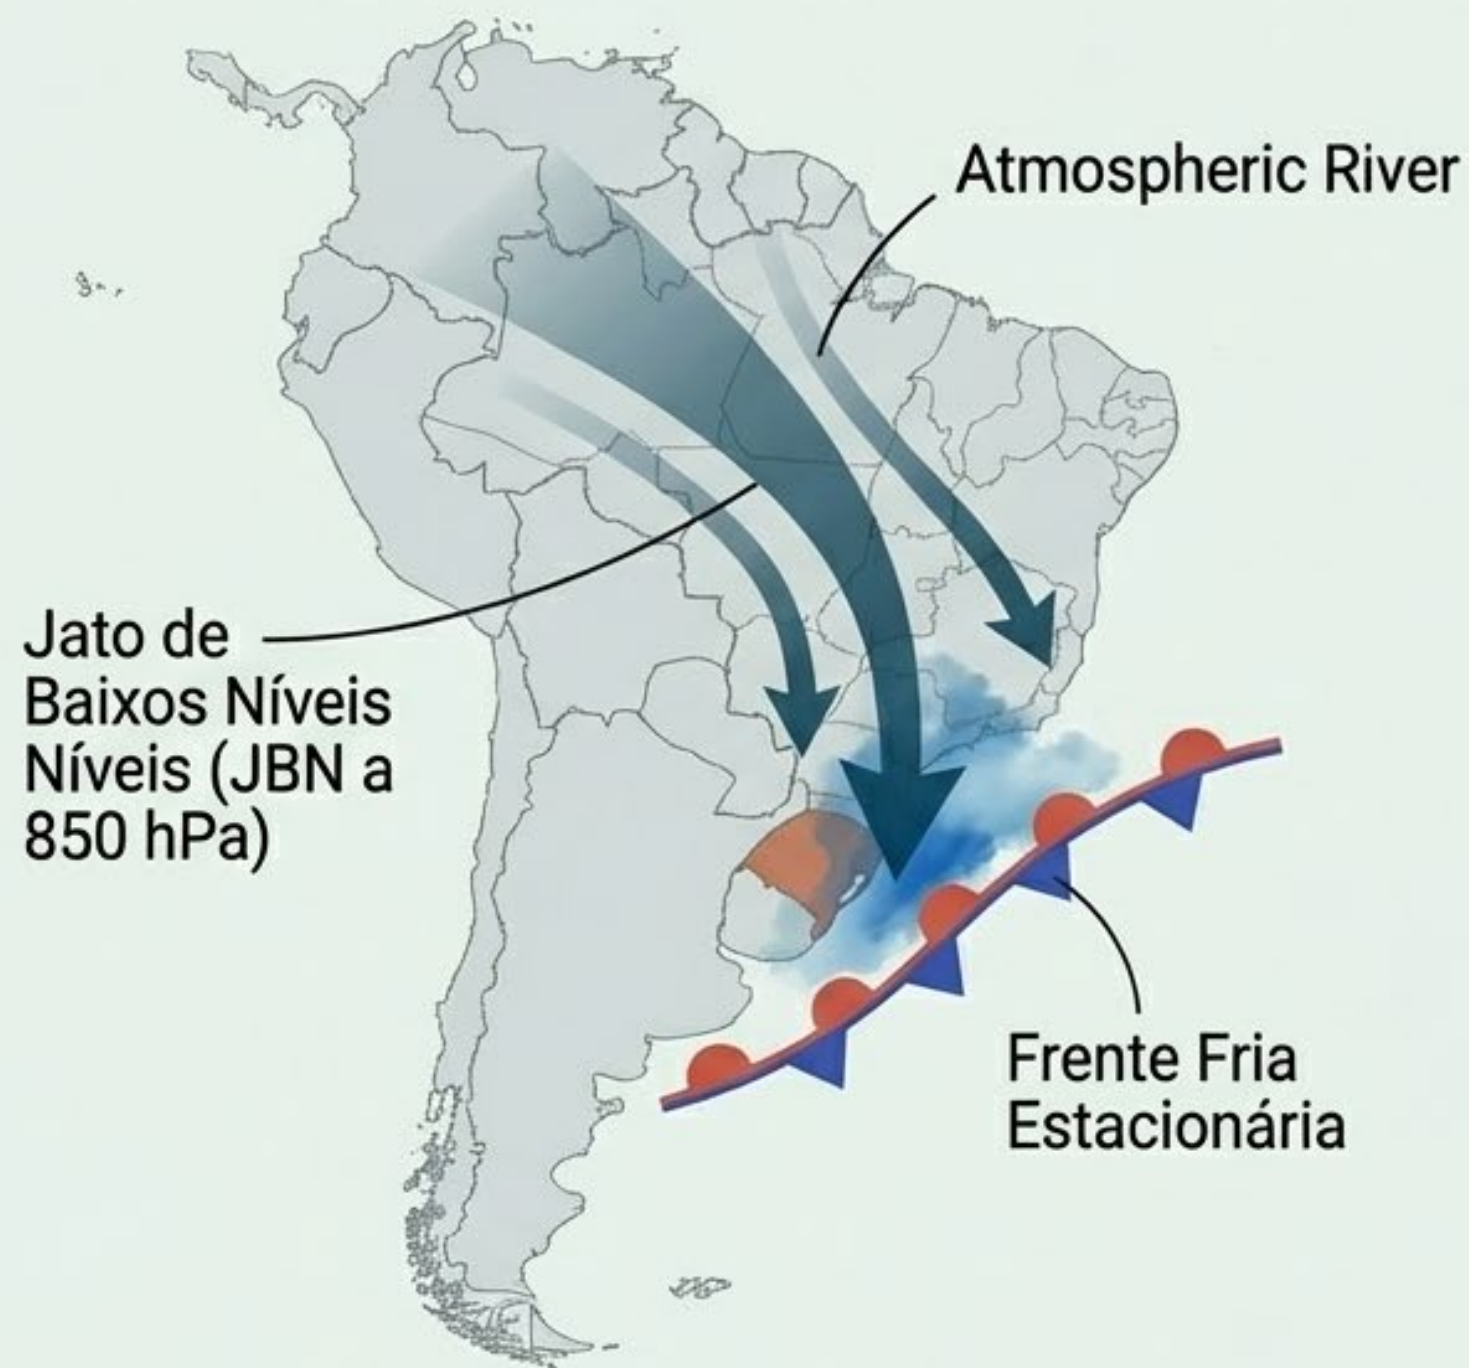 Atmospheric River
Jato de
Baixos Níveis
Níveis (JBN a
850 hPa)
Frente Fria
Estacionária